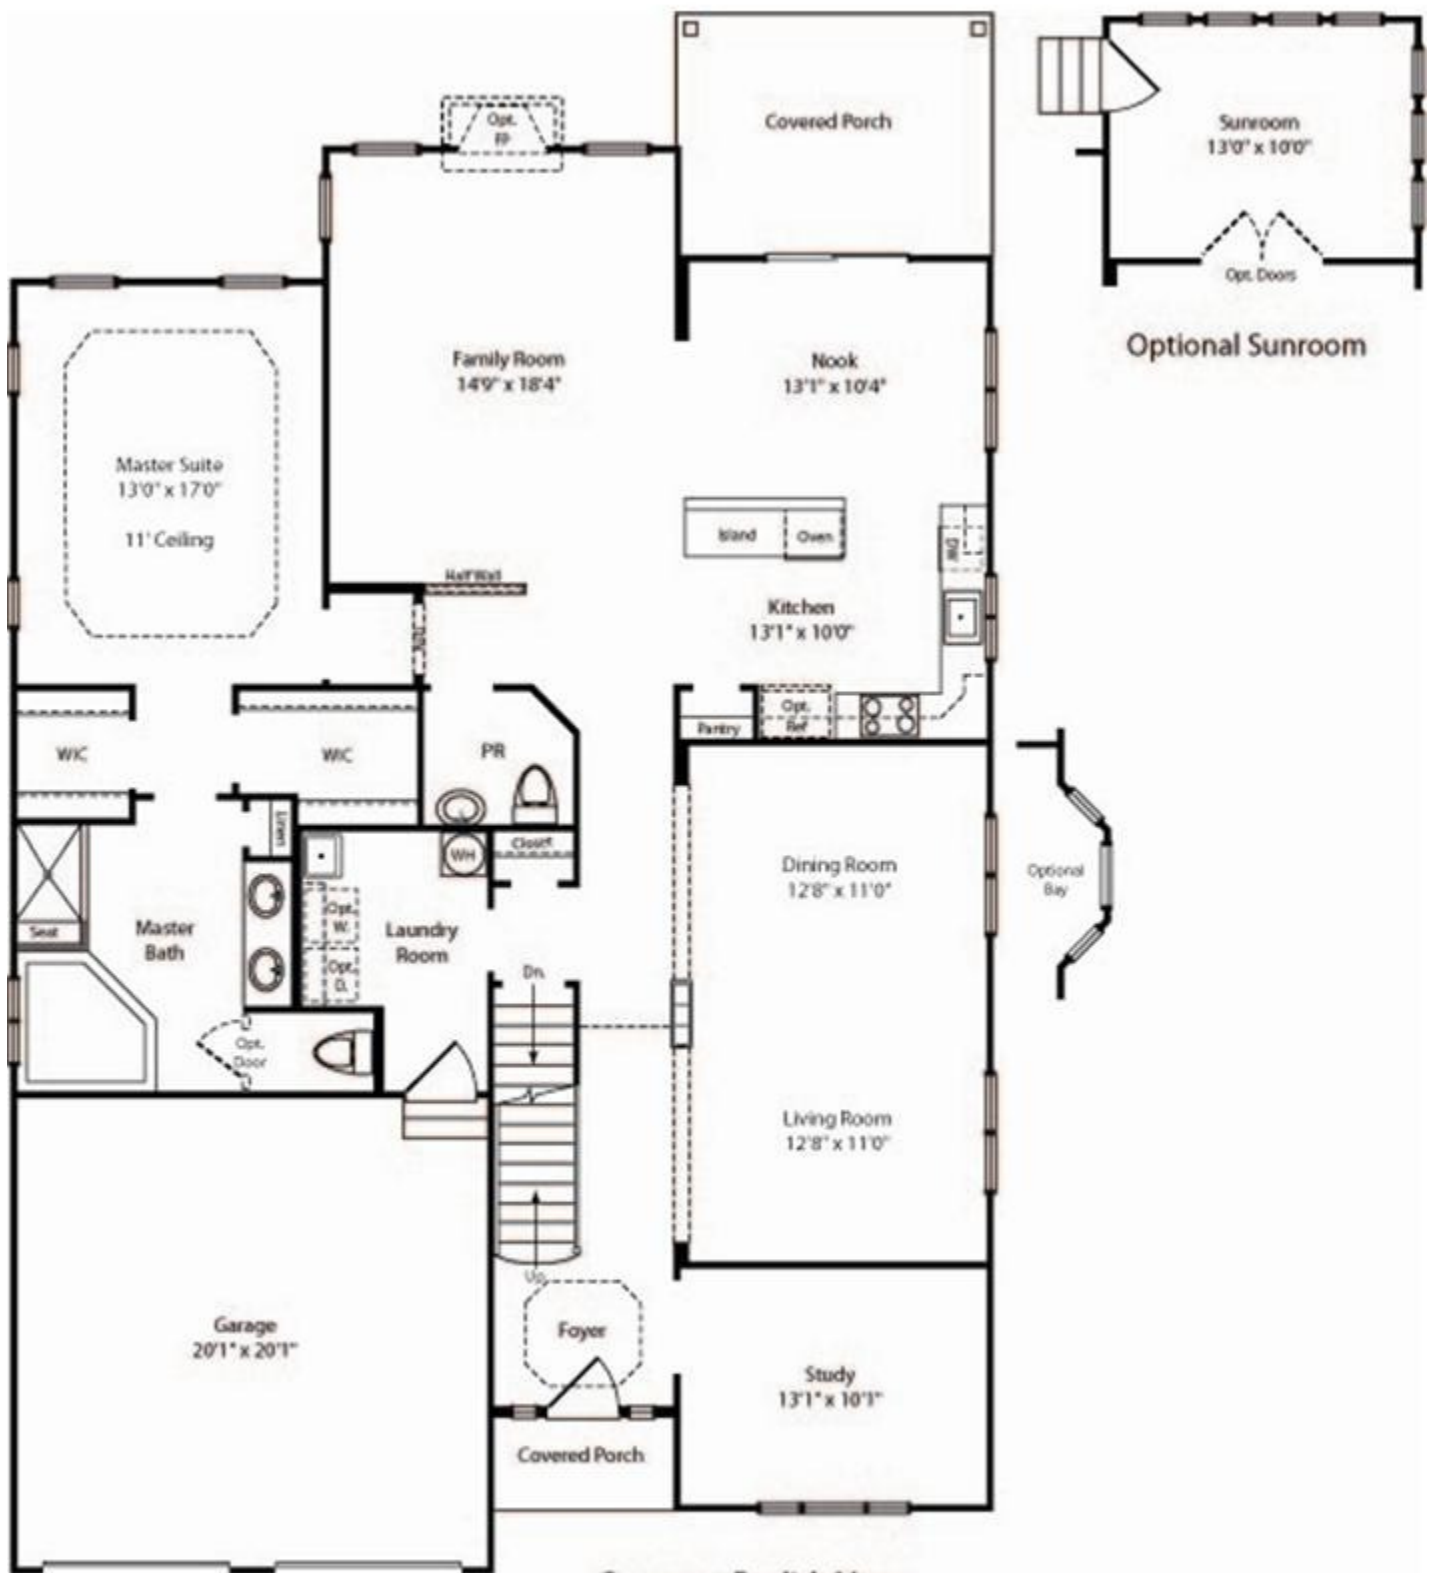 Opt.
FP
Covered Porch
Sunroom
13'0" x 10'0"
Opt. Doors
Optional Sunroom
Family Room
14'9" x 18'4"
Nook
13'1" x 10'4"
Master Suite
13'0" x 17'0"
11' Ceiling
Island
Oven
DW
Half Wall
Kitchen
13'1" x 10'0"
Opt.
Ref
Pantry
WIC
WIC
PR
Linen
WH
Closet
Dining Room
12'8" x 11'0"
Optional
Bay
Seat
Master
Bath
Opt.
W.
Laundry
Room
Opt.
D.
Dn.
Opt.
Door
Living Room
12'8" x 11'0"
Up
Garage
20'1" x 20'1"
Foyer
Study
13'1" x 10'1"
Covered Porch